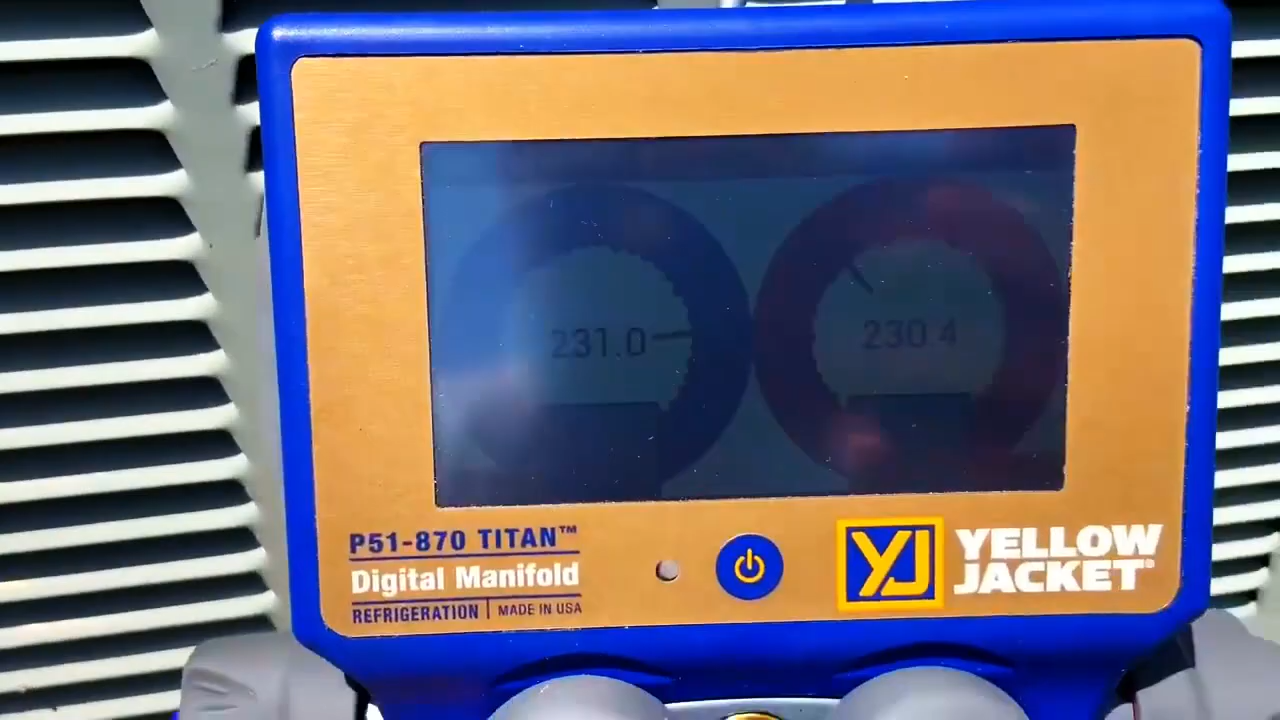 231.0
230.4
P51-870 TITAN™
Digital Manifold
REFRIGERATION | MADE IN USA
YJ
YELLOW
JACKET®